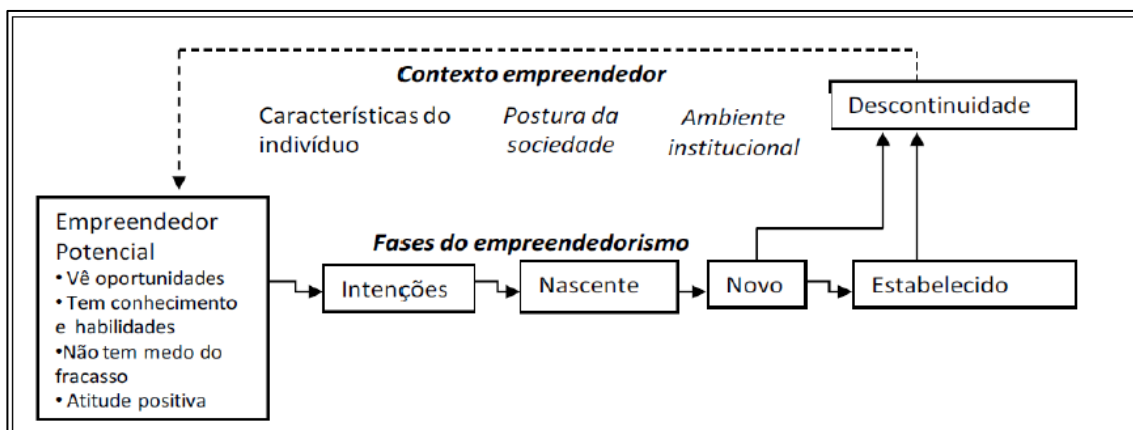 Contexto empreendedor
Descontinuidade
Características do
indivíduo
Postura da
sociedade
Ambiente
institucional
Empreendedor
Potencial
• Vê oportunidades
• Tem conhecimento
e habilidades
•Não tem medo do
fracasso
• Atitude positiva
Fases do empreendedorismo
Intenções
Nascente
Novo
Estabelecido